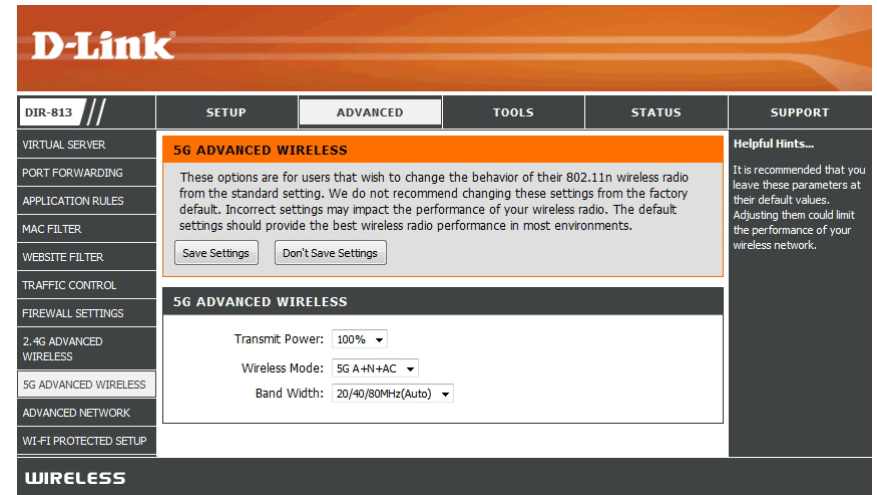 D-Link®
DIR-813
SETUP
ADVANCED
TOOLS
STATUS
SUPPORT
VIRTUAL SERVER
PORT FORWARDING
APPLICATION RULES
MAC FILTER
WEBSITE FILTER
TRAFFIC CONTROL
FIREWALL SETTINGS
2.4G ADVANCED
WIRELESS
5G ADVANCED WIRELESS
ADVANCED NETWORK
WI-FI PROTECTED SETUP
5G ADVANCED WIRELESS
These options are for users that wish to change the behavior of their 802.11n wireless radio
from the standard setting. We do not recommend changing these settings from the factory
default. Incorrect settings may impact the performance of your wireless radio. The default
settings should provide the best wireless radio performance in most environments.
Save Settings
Don't Save Settings
5G ADVANCED WIRELESS
Transmit Power: 100%
Wireless Mode: 5G A+N+AC
Band Width: 20/40/80MHz(Auto)
Helpful Hints...
It is recommended that you
leave these parameters at
their default values.
Adjusting them could limit
the performance of your
wireless network.
WIRELESS